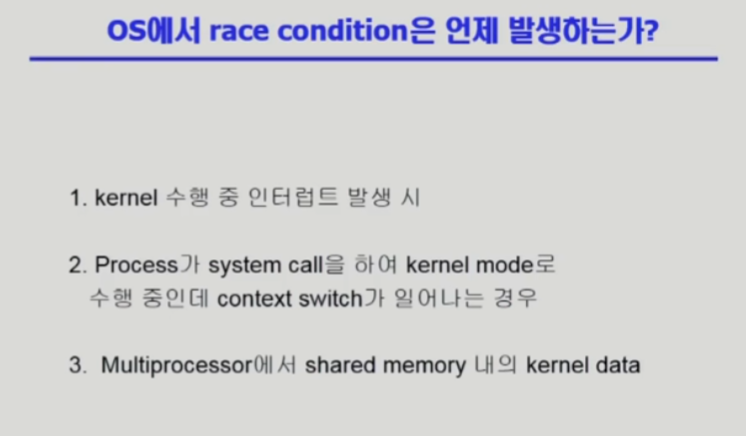 OS에서 race condition은 언제 발생하는가?
1. kernel 수행 중 인터럽트 발생 시
2. Process가 system call을 하여 kernel mode로
수행 중인데 context switch가 일어나는 경우
3. Multiprocessor에서 shared memory 내의 kernel data